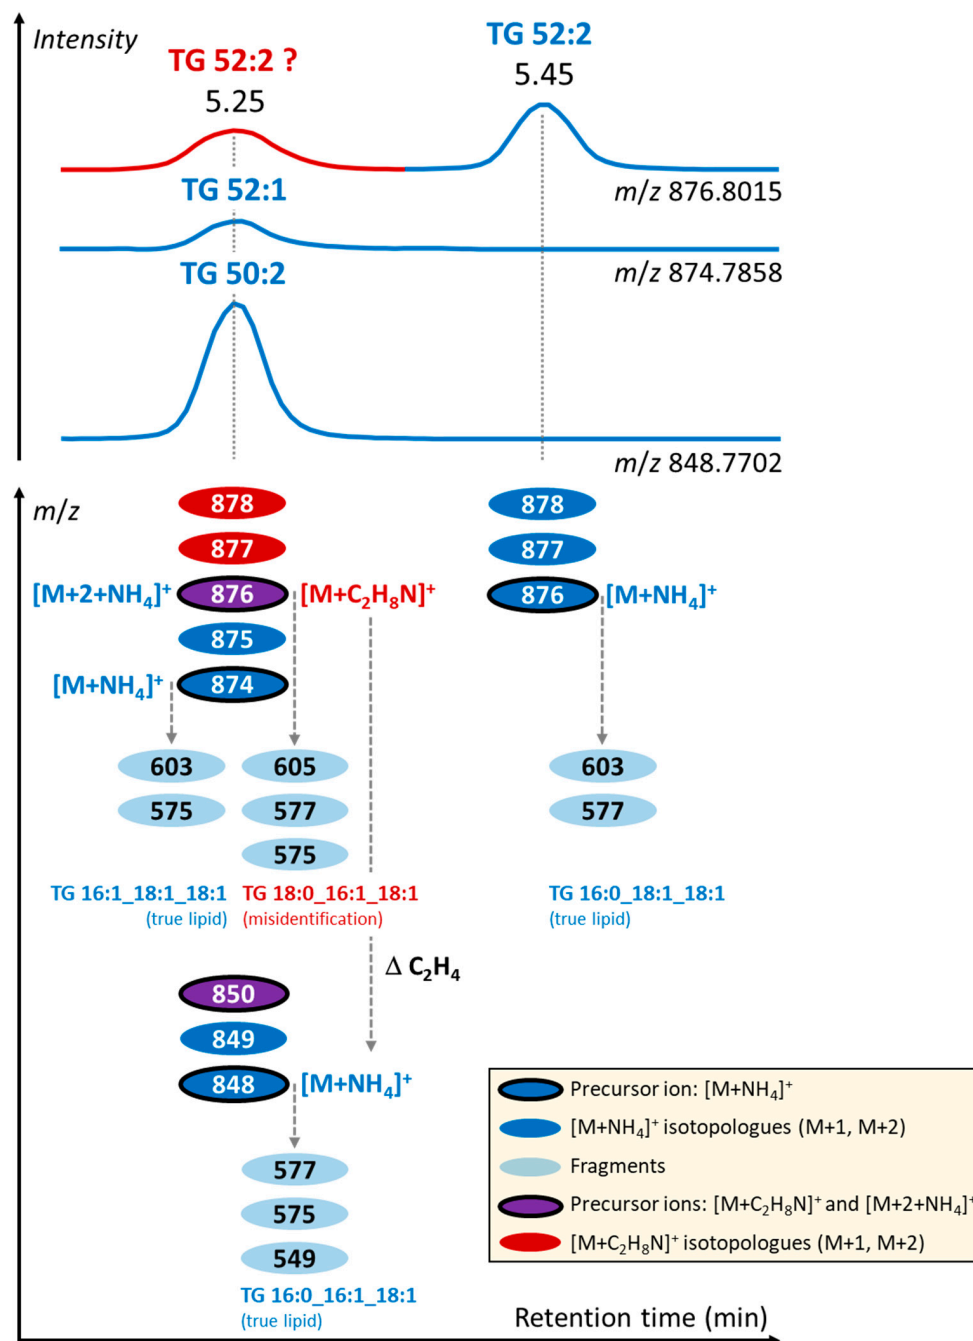 Intensity
TG 52:2 ?
5.25
TG 52:2
5.45
m/z 876.8015
TG 52:1
m/z 874.7858
TG 50:2
m/z 848.7702
m/z
878
877
[M+2+NH₄]⁺ 876 [M+C₂H₈N]⁺
875
[M+NH₄]⁺ 874
878
877
876 [M+NH₄]⁺
603 605 603
575 577 577
575
TG 16:1_18:1_18:1 TG 18:0_16:1_18:1 TG 16:0_18:1_18:1
(true lipid) (misidentification) (true lipid)
Δ C₂H₄
850
849
848 [M+NH₄]⁺
577
575
549
TG 16:0_16:1_18:1
(true lipid)
Precursor ion: [M+NH₄]⁺
[M+NH₄]⁺ isotopologues (M+1, M+2)
Fragments
Precursor ions: [M+C₂H₈N]⁺ and [M+2+NH₄]⁺
[M+C₂H₈N]⁺ isotopologues (M+1, M+2)
Retention time (min)